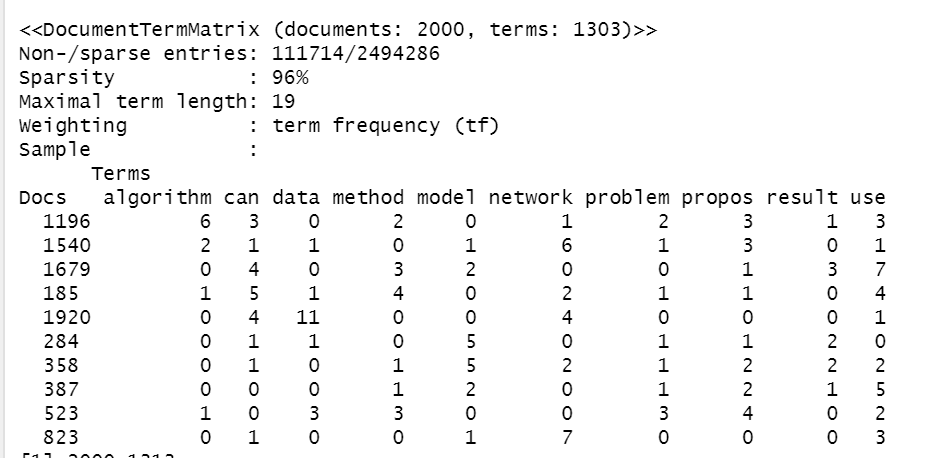 <<DocumentTermMatrix (documents: 2000, terms: 1303)>>
Non-/sparse entries: 111714/2494286
Sparsity           : 96%
Maximal term length: 19
Weighting          : term frequency (tf)
Sample             :
      Terms
Docs   algorithm can data method model network problem propos result use
  1196         6   3    0      2     0       1       2      3      1   3
  1540         2   1    1      0     1       6       1      3      0   1
  1679         0   4    0      3     2       0       0      1      3   7
  185          1   5    1      4     0       2       1      1      0   4
  1920         0   4   11      0     0       4       0      0      0   1
  284          0   1    1      0     5       0       1      1      2   0
  358          0   1    0      1     5       2       1      2      2   2
  387          0   0    0      1     2       0       1      2      1   5
  523          1   0    3      3     0       0       3      4      0   2
  823          0   1    0      0     1       7       0      0      0   3